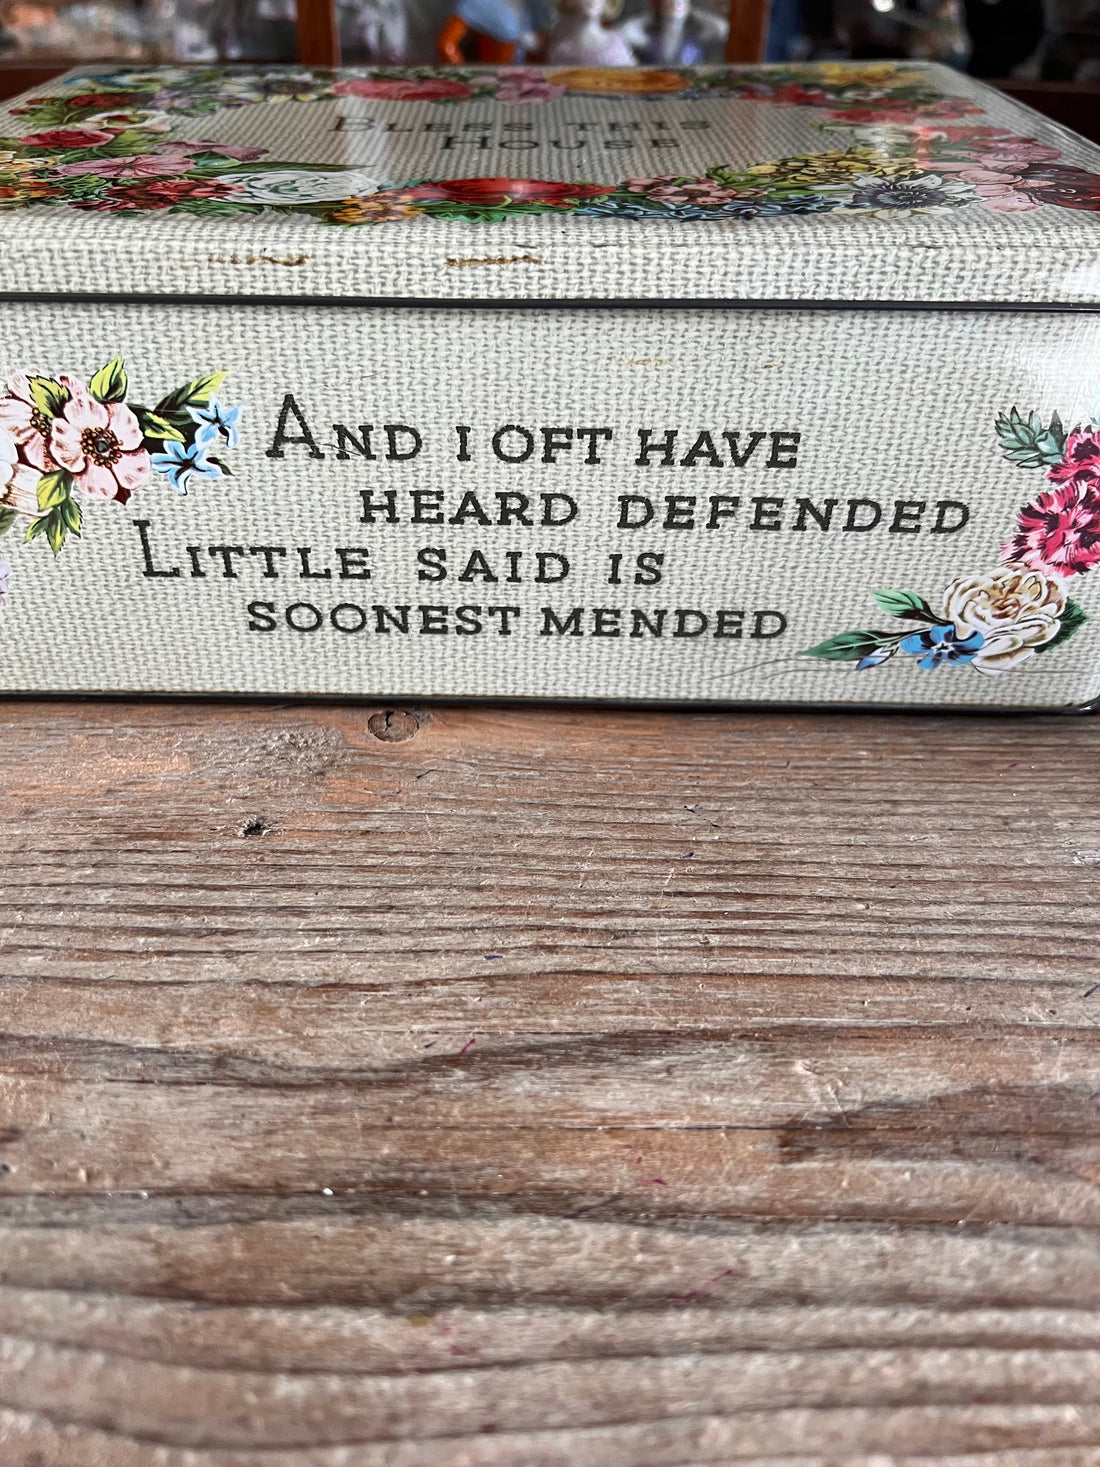 BLESS THIS
HOUSE
AND I OFT HAVE
HEARD DEFENDED
LITTLE SAID IS
SOONEST MENDED